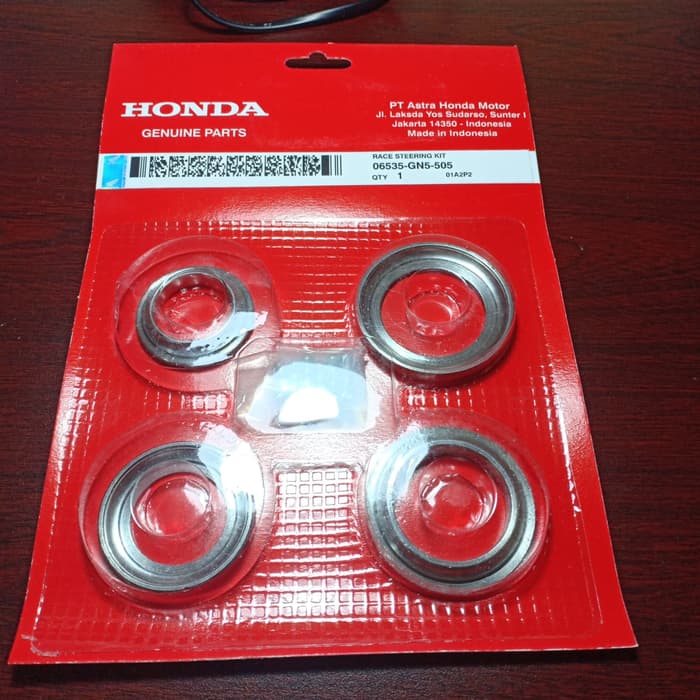 HONDA
GENUINE PARTS
PT Astra Honda Motor
Jl. Laksda Yos Sudarso, Sunter I
Jakarta 14350 - Indonesia
Made in Indonesia
RACE STEERING KIT
06535-GN5-505
QTY 1 01A2P2